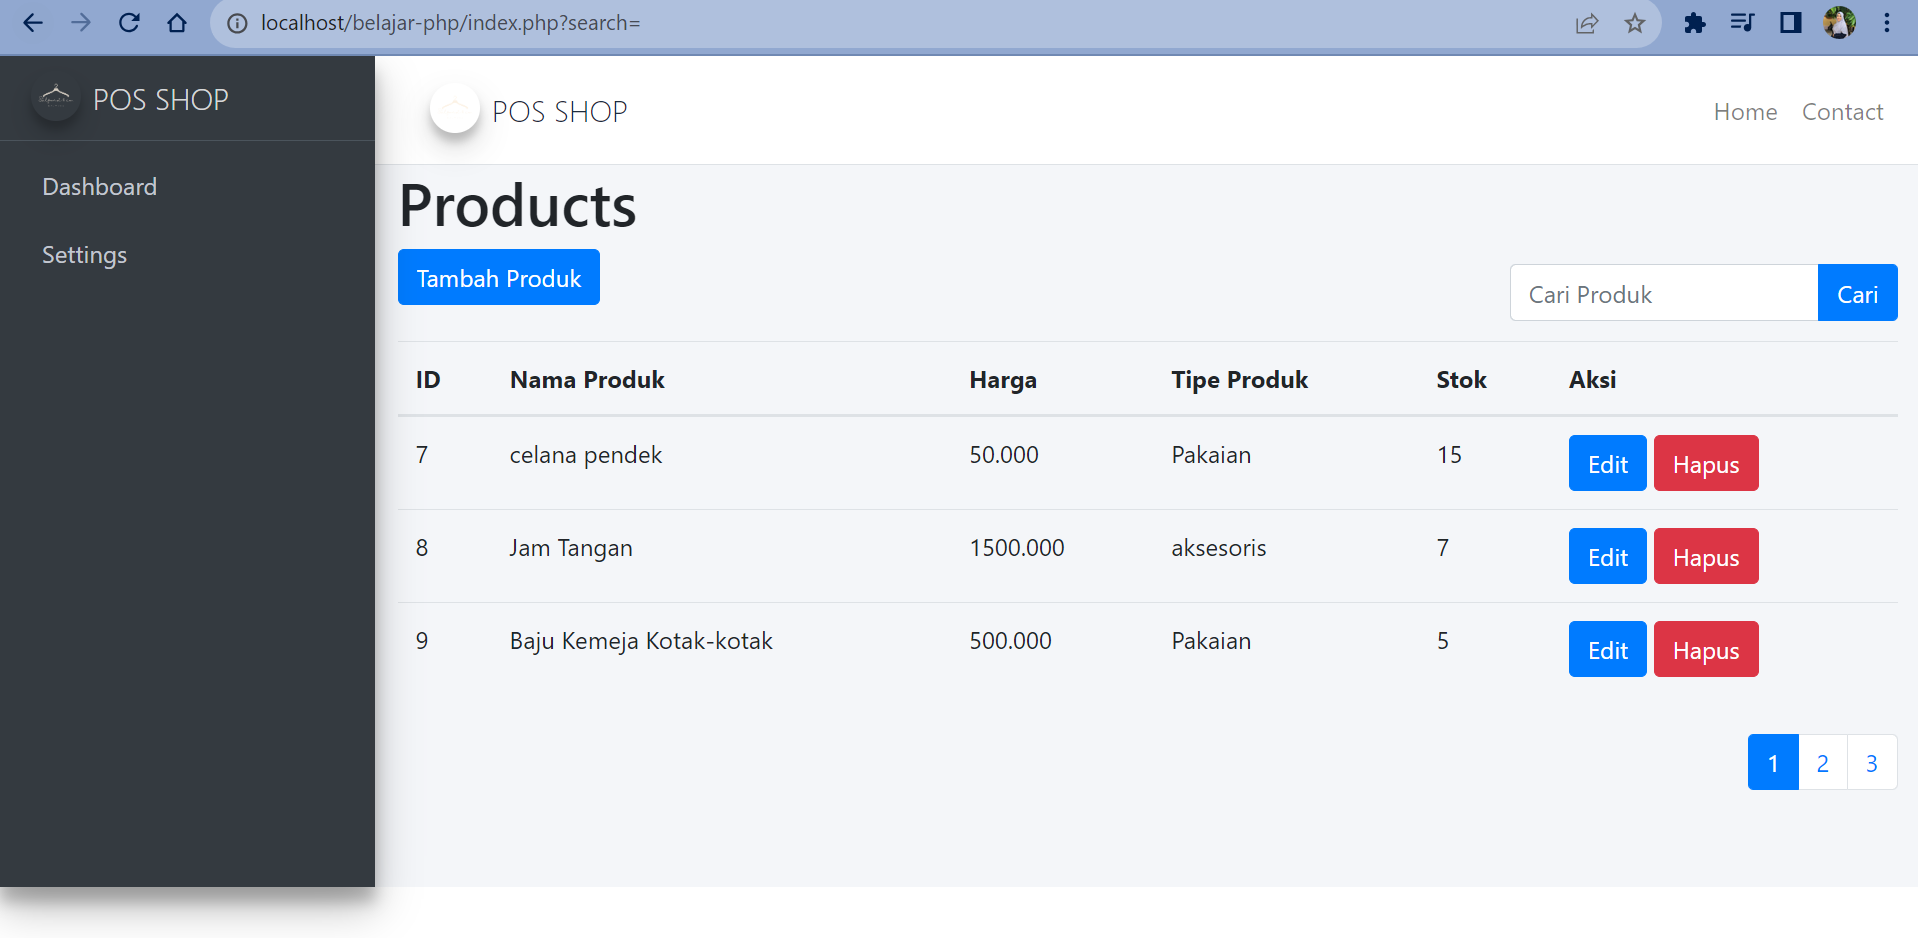 localhost/belajar-php/index.php?search=
POS SHOP
POS SHOP
Home Contact
Dashboard
Settings
Products
Tambah Produk
Cari Produk Cari
ID Nama Produk Harga Tipe Produk Stok Aksi
7 celana pendek 50.000 Pakaian 15 Edit Hapus
8 Jam Tangan 1500.000 aksesoris 7 Edit Hapus
9 Baju Kemeja Kotak-kotak 500.000 Pakaian 5 Edit Hapus
1 2 3